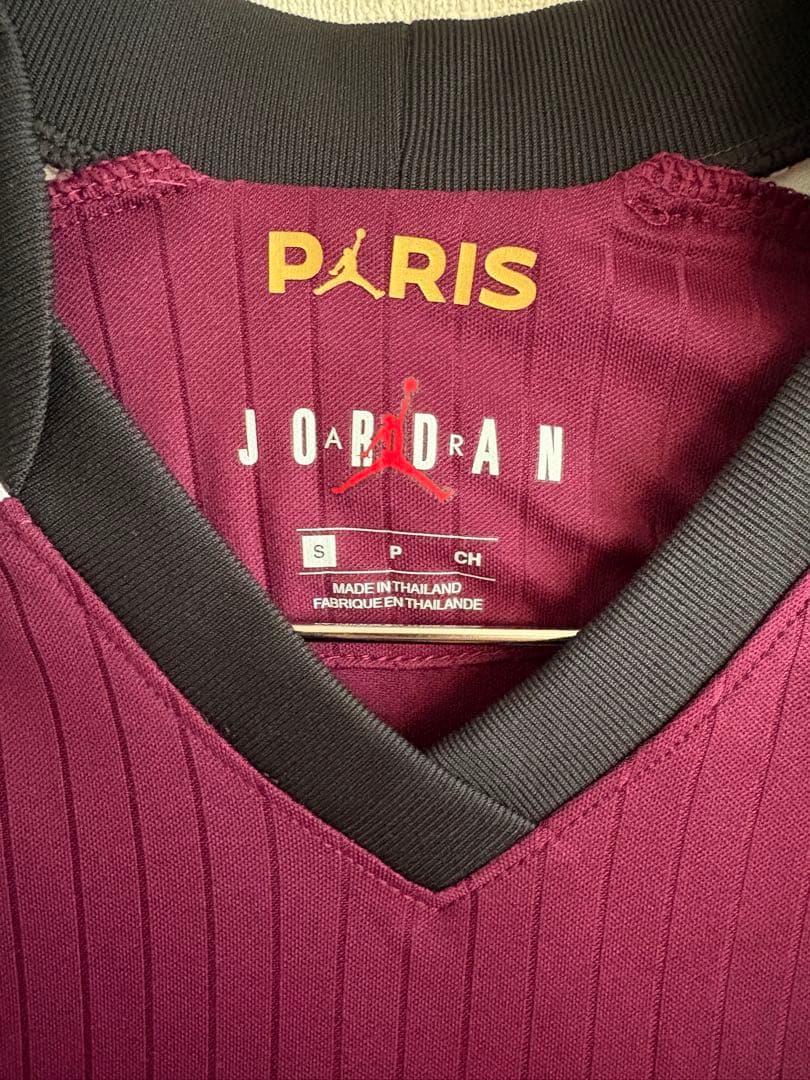 PARIS
JORDAN
AIR
S P CH
MADE IN THAILAND
FABRIQUE EN THAILANDE